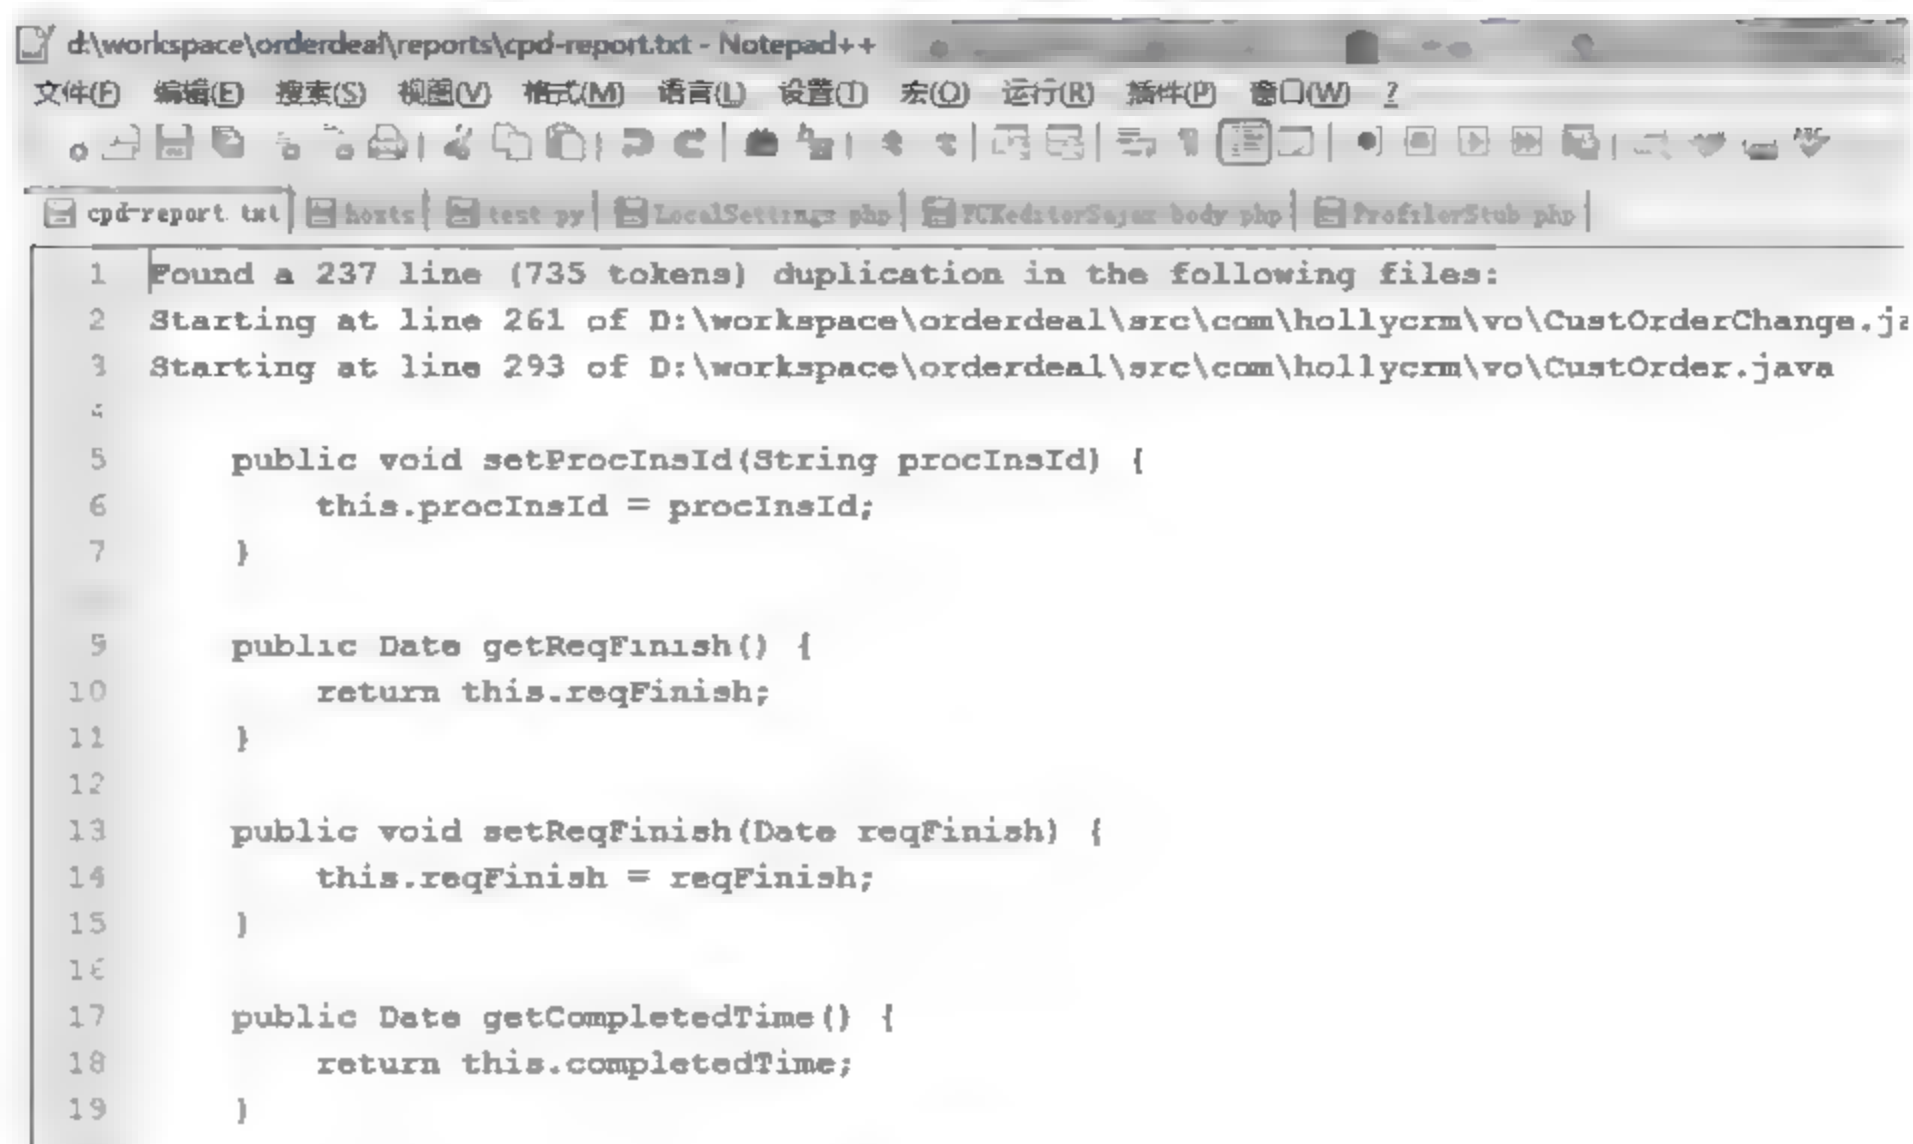 d:\workspace\orderdeal\reports\cpd-report.txt - Notepad++
文件(F) 编辑(E) 搜索(S) 视图(V) 格式(M) 语言(L) 设置(T) 宏(O) 运行(R) 插件(P) 窗口(W) ?
cpd-report.txt hosts test.py LocalSettings.php body.php ProfilerStub.php
1 Found a 237 line (735 tokens) duplication in the following files:
2 Starting at line 261 of D:\workspace\orderdeal\src\com\hollycrm\vo\CustOrderChange.ja
3 Starting at line 293 of D:\workspace\orderdeal\src\com\hollycrm\vo\CustOrder.java
4
5 public void setProcInsId(String procInsId) {
6 this.procInsId = procInsId;
7 }
9 public Date getReqFinish() {
10 return this.reqFinish;
11 }
12
13 public void setReqFinish(Date reqFinish) {
14 this.reqFinish = reqFinish;
15 }
16
17 public Date getCompletedTime() {
18 return this.completedTime;
19 }